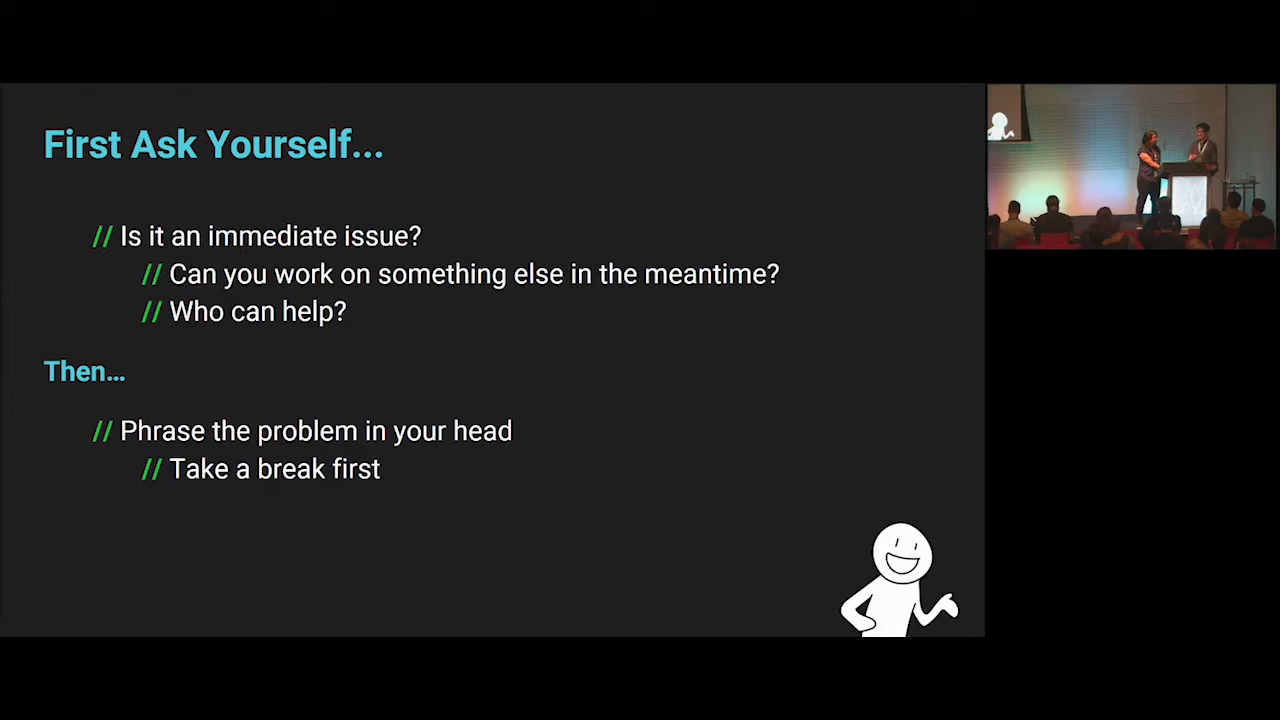 First Ask Yourself...
// Is it an immediate issue?
// Can you work on something else in the meantime?
// Who can help?
Then…
// Phrase the problem in your head
// Take a break first